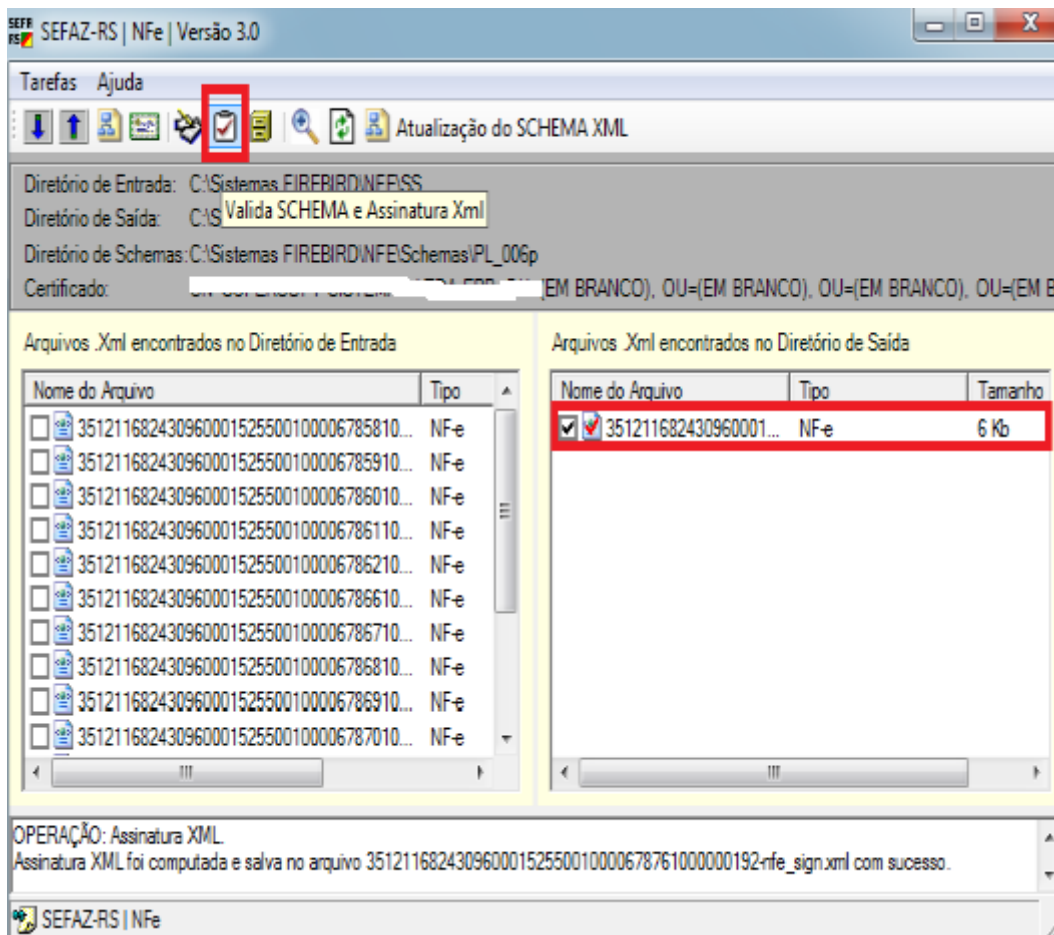 SEFR
RS
SEFAZ-RS | NFe | Versão 3.0
Tarefas Ajuda
Atualização do SCHEMA XML
Diretório de Entrada: C:\Sistemas FIREBIRD\NFE\SS
Diretório de Saída: C:\S
Valida SCHEMA e Assinatura Xml
Diretório de Schemas: C:\Sistemas FIREBIRD\NFE\Schemas\PL_006p
Certificado: (EM BRANCO), OU=(EM BRANCO), OU=(EM BRANCO), OU=(EM B
Arquivos .Xml encontrados no Diretório de Entrada
Arquivos .Xml encontrados no Diretório de Saída
Nome do Arquivo Tipo
Nome do Arquivo Tipo Tamanho
351211682430960001525500100006785810... NF-e
351211682430960001... NF-e 6 Kb
351211682430960001525500100006785910... NF-e
351211682430960001525500100006786010... NF-e
351211682430960001525500100006786110... NF-e
351211682430960001525500100006786210... NF-e
351211682430960001525500100006786610... NF-e
351211682430960001525500100006786710... NF-e
351211682430960001525500100006786810... NF-e
351211682430960001525500100006786910... NF-e
351211682430960001525500100006787010... NF-e
OPERAÇÃO: Assinatura XML.
Assinatura XML foi computada e salva no arquivo 35121168243096000152550010000678761000000192-nfe_sign.xml com sucesso.
SEFAZ-RS | NFe